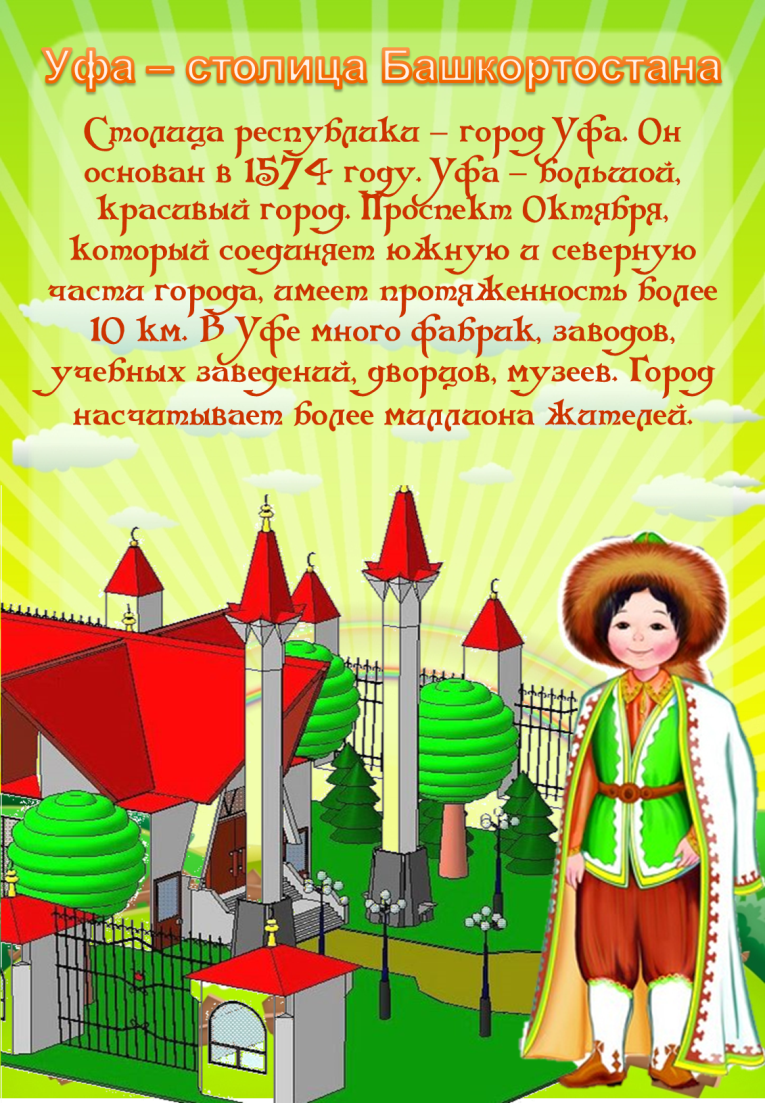 Уфа – столица Башкортостана
Столица республики – город Уфа. Он
основан в 1574 году. Уфа – большой,
красивый город. Проспект Октября,
который соединяет южную и северную
части города, имеет протяженность более
10 км. В Уфе много фабрик, заводов,
учебных заведений, дворцов, музеев. Город
насчитывает более миллиона жителей.